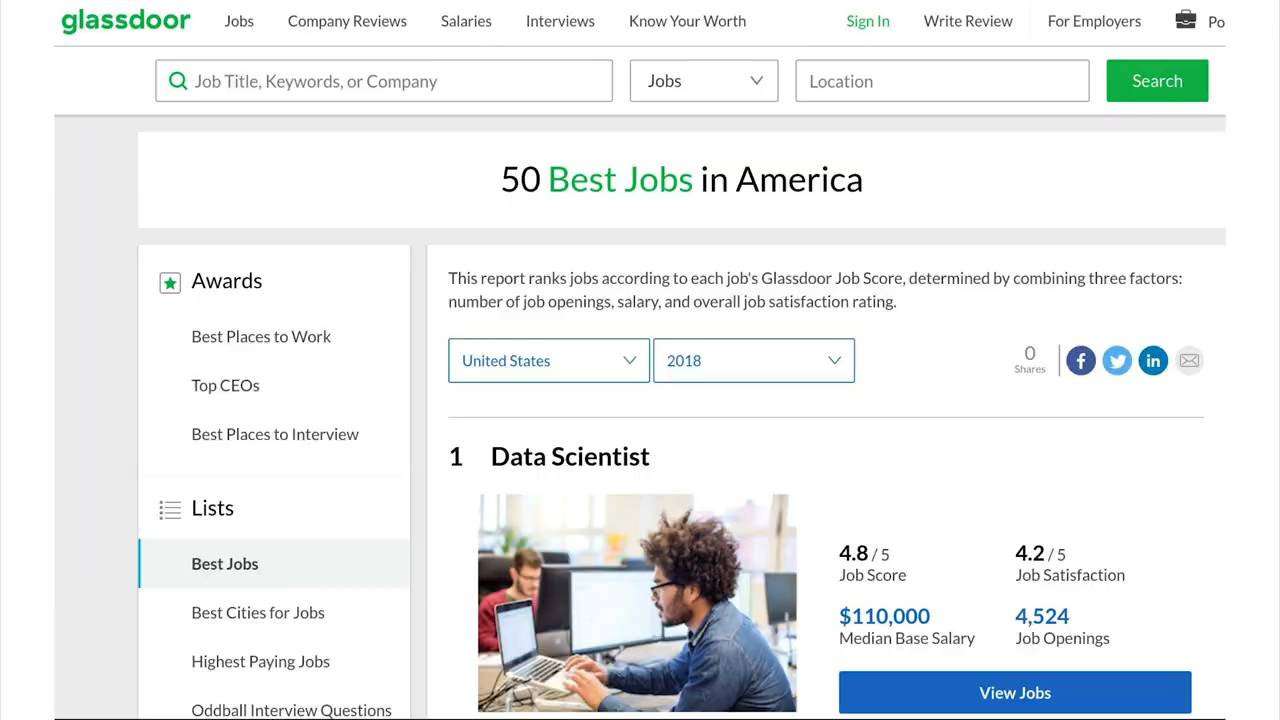 glassdoor
Jobs
Company Reviews
Salaries
Interviews
Know Your Worth
Sign In
Write Review
For Employers
Po
Job Title, Keywords, or Company
Jobs
Location
Search
50 Best Jobs in America
Awards
Best Places to Work
Top CEOs
Best Places to Interview
Lists
Best Jobs
Best Cities for Jobs
Highest Paying Jobs
Oddball Interview Questions
This report ranks jobs according to each job's Glassdoor Job Score, determined by combining three factors:
number of job openings, salary, and overall job satisfaction rating.
United States
2018
0
Shares
1 Data Scientist
4.8 / 5
Job Score
4.2 / 5
Job Satisfaction
$110,000
Median Base Salary
4,524
Job Openings
View Jobs